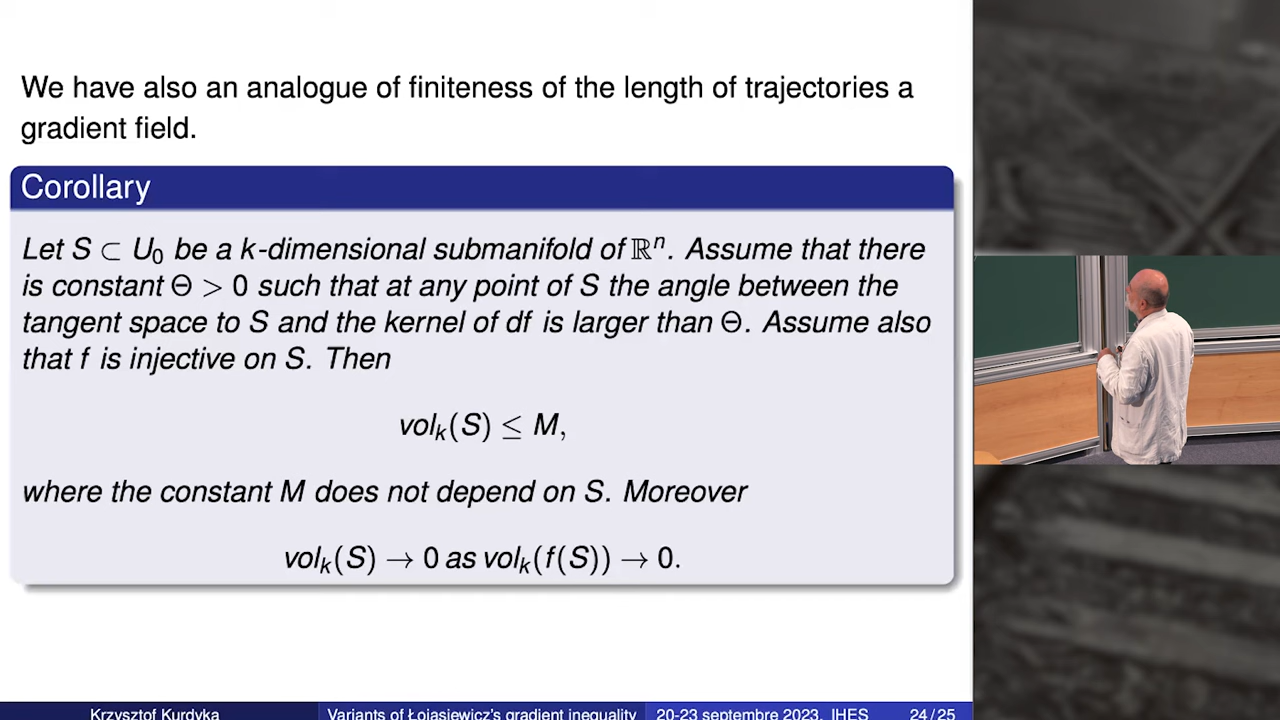 We have also an analogue of finiteness of the length of trajectories a
gradient field.
Corollary
Let S ⊂ U₀ be a k-dimensional submanifold of ℝⁿ. Assume that there
is constant Θ > 0 such that at any point of S the angle between the
tangent space to S and the kernel of df is larger than Θ. Assume also
that f is injective on S. Then
volₖ(S) ≤ M,
where the constant M does not depend on S. Moreover
volₖ(S) → 0 as volₖ(f(S)) → 0.
Krzysztof Kurdyka Variants of Łojasiewicz's gradient inequality 20-23 septembre 2023, IHES 24 / 25